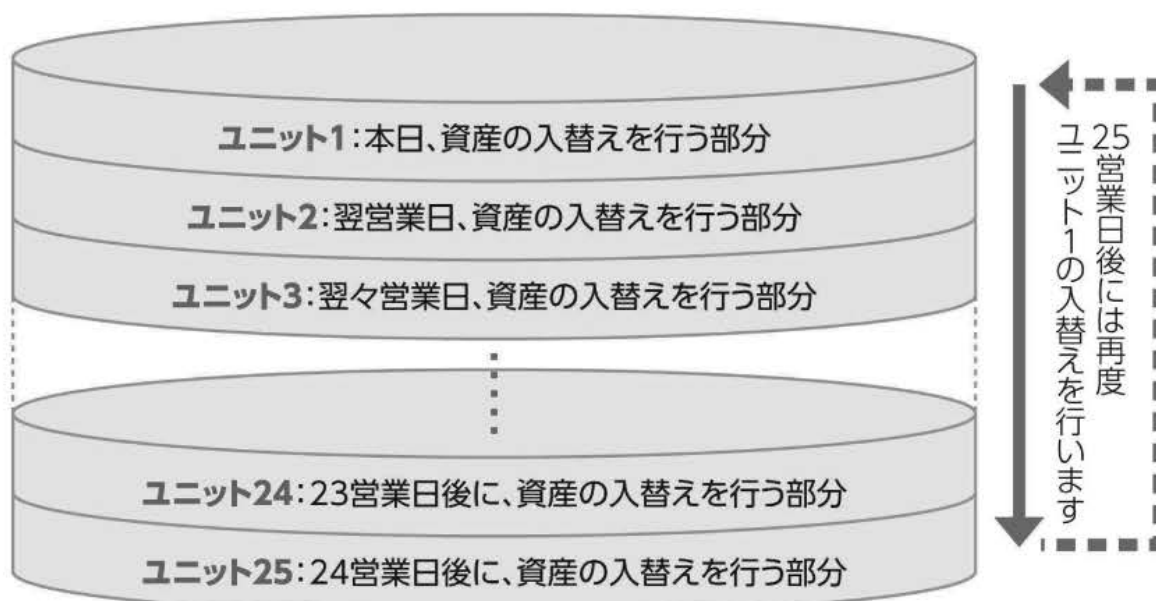 ユニット1:本日、資産の入替えを行う部分
ユニット2:翌営業日、資産の入替えを行う部分
ユニット3:翌々営業日、資産の入替えを行う部分
ユニット24:23営業日後に、資産の入替えを行う部分
ユニット25:24営業日後に、資産の入替えを行う部分
25営業日後には再度
ユニット1の入替えを行います